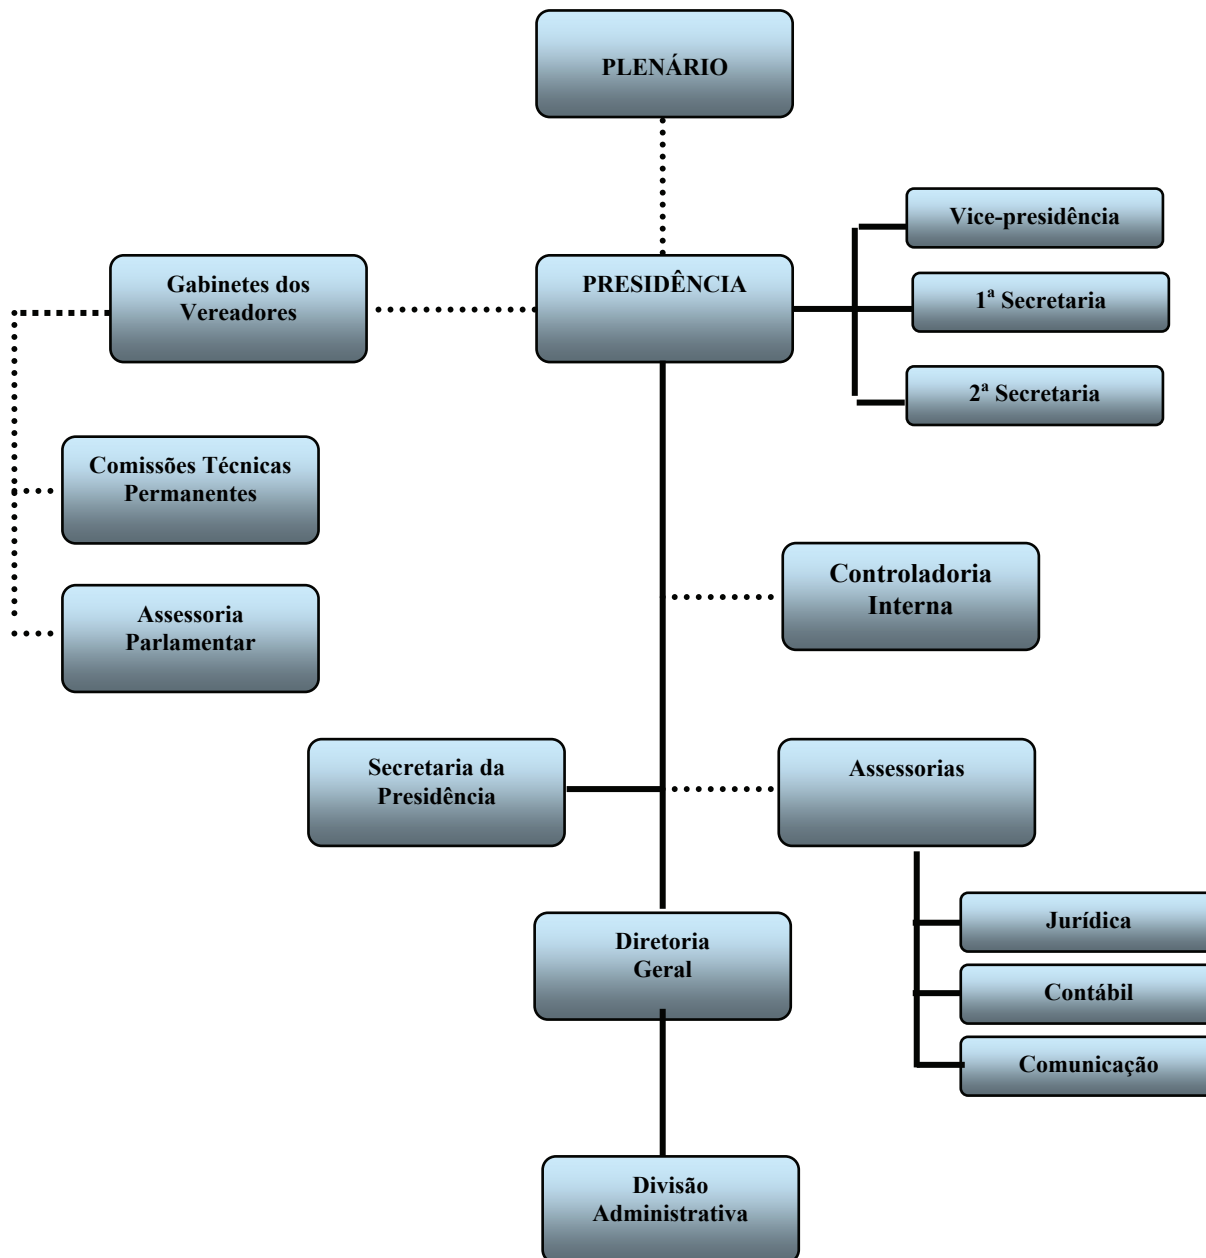 PLENÁRIO
Vice-presidência
Gabinetes dos
Vereadores
PRESIDÊNCIA
1ª Secretaria
2ª Secretaria
Comissões Técnicas
Permanentes
Controladoria
Interna
Assessoria
Parlamentar
Secretaria da
Presidência
Assessorias
Jurídica
Diretoria
Geral
Contábil
Comunicação
Divisão
Administrativa